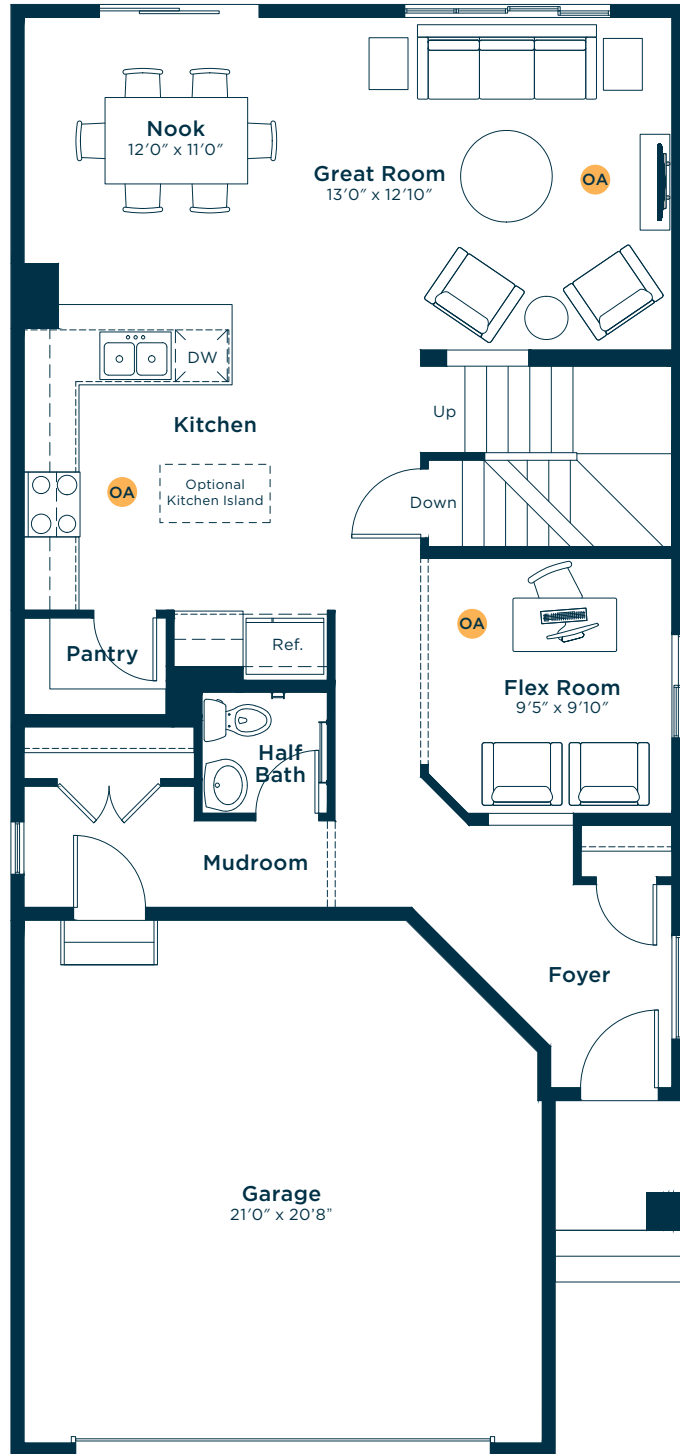 Nook
12′0″ x 11′0″
Great Room
13′0″ x 12′10″
OA
DW
Kitchen
Up
OA
Optional
Kitchen Island
Down
OA
Pantry
Ref.
Flex Room
9′5″ x 9′10″
Half
Bath
Mudroom
Foyer
Garage
21′0″ x 20’8”